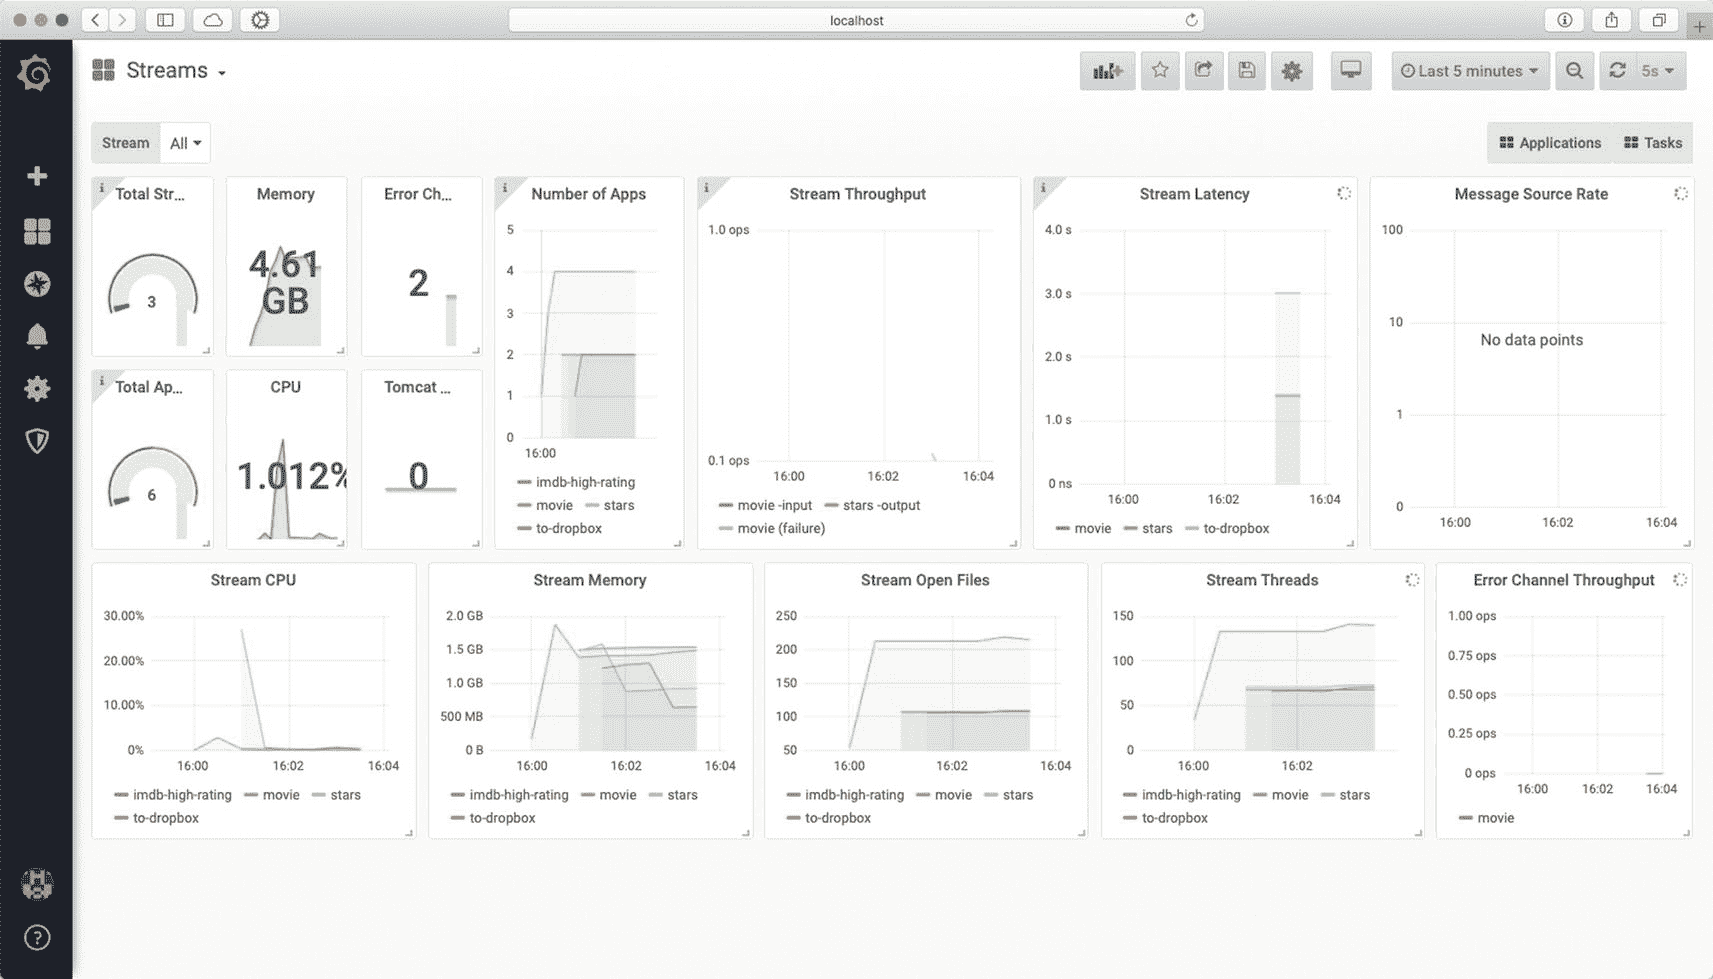 localhost
Streams
Last 5 minutes
5s
Stream All
Applications Tasks
Total Str...
3
Memory
4.61
GB
Error Ch...
2
Total Ap...
6
CPU
1.012%
Tomcat ...
0
Number of Apps
5
4
3
2
1
0
16:00
imdb-high-rating
movie stars
to-dropbox
Stream Throughput
1.0 ops
0.1 ops
16:00 16:02 16:04
movie -input stars -output
movie (failure)
Stream Latency
4.0 s
3.0 s
2.0 s
1.0 s
0 ns
16:00 16:02 16:04
movie stars to-dropbox
Message Source Rate
100
10
1
0
No data points
16:00 16:02 16:04
Stream CPU
30.00%
20.00%
10.00%
0%
16:00 16:02 16:04
imdb-high-rating movie stars
to-dropbox
Stream Memory
2.0 GB
1.5 GB
1.0 GB
500 MB
0 B
16:00 16:02 16:04
imdb-high-rating movie stars
to-dropbox
Stream Open Files
250
200
150
100
50
16:00 16:02 16:04
imdb-high-rating movie stars
to-dropbox
Stream Threads
150
100
50
0
16:00 16:02
imdb-high-rating movie stars
to-dropbox
Error Channel Throughput
1.00 ops
0.75 ops
0.50 ops
0.25 ops
0 ops
16:00 16:02 16:04
movie